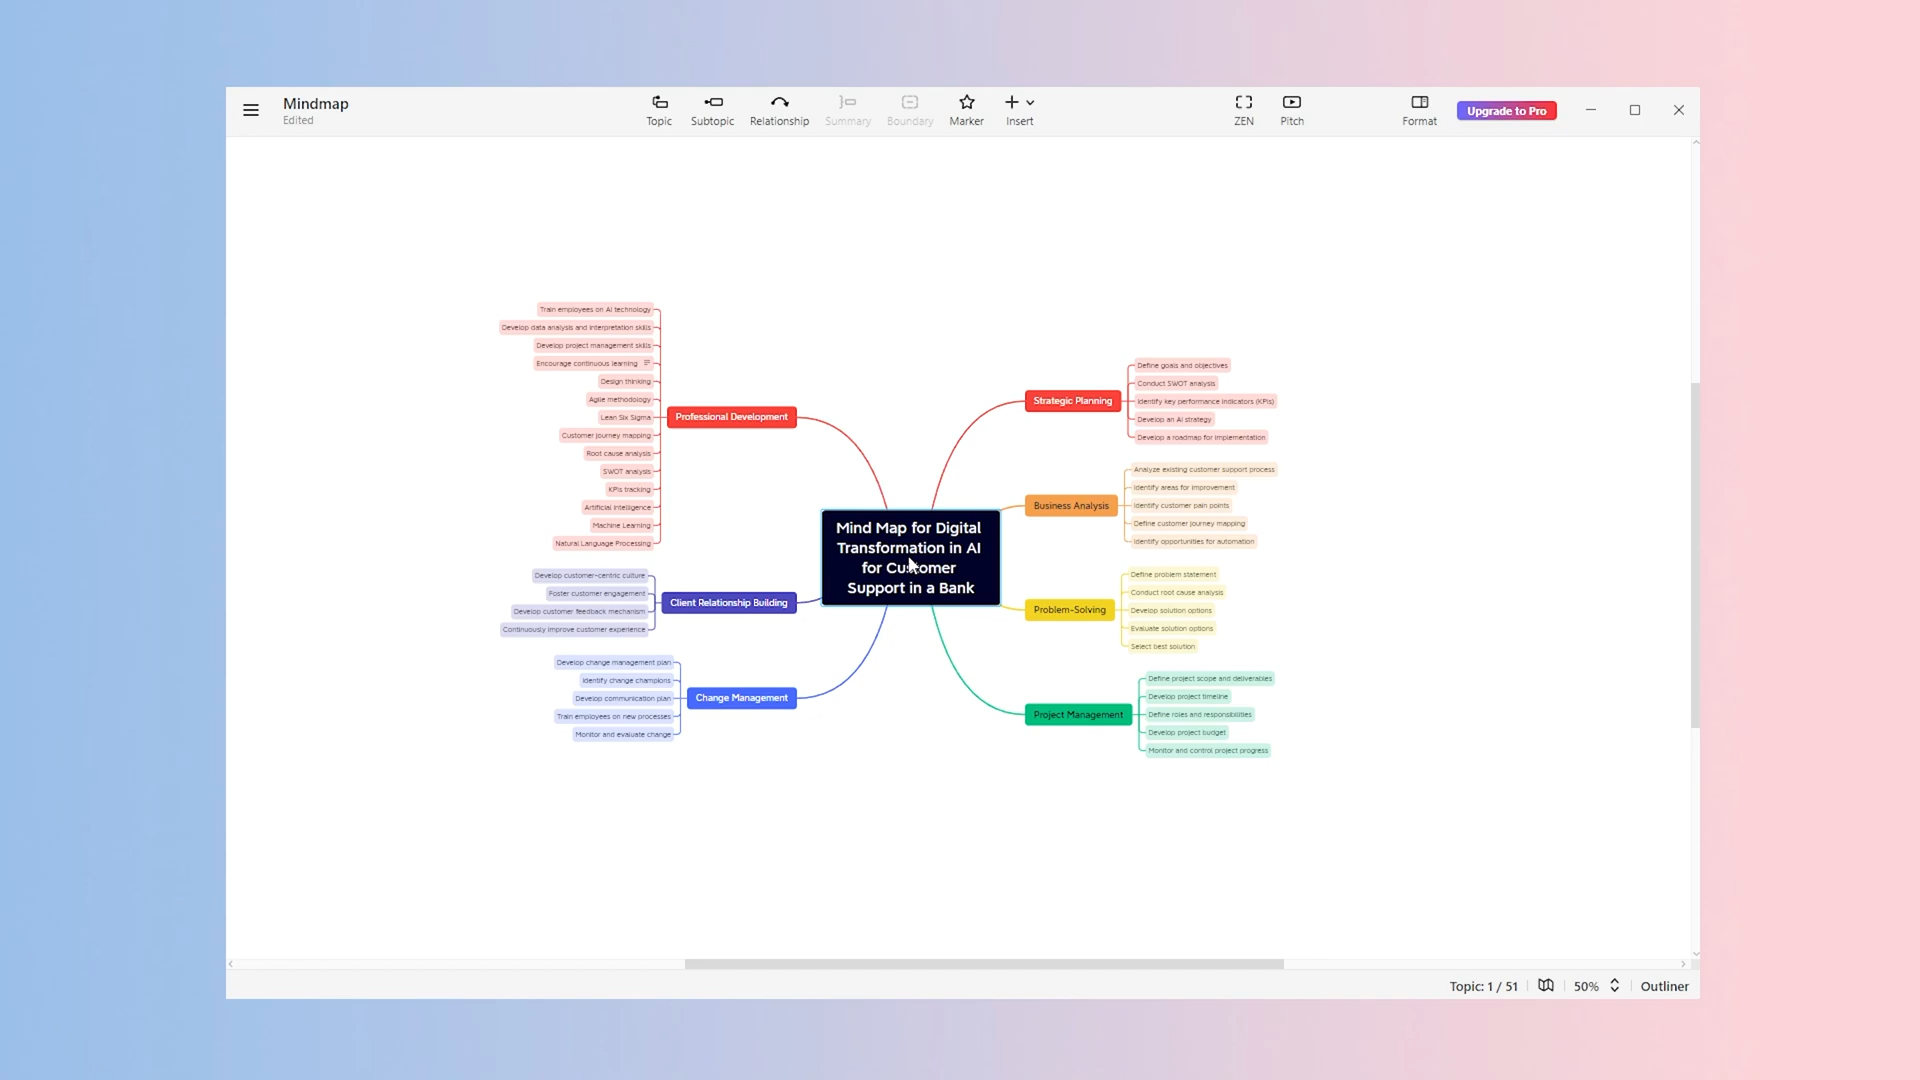 Mindmap
Edited
Topic
Subtopic
Relationship
Summary
Boundary
Marker
Insert
ZEN
Pitch
Format
Upgrade to Pro
Train employees on AI technology
Develop data analysis and interpretation skills
Develop project management skills
Encourage continuous learning
Design thinking
Agile methodology
Lean Six Sigma
Customer journey mapping
Root cause analysis
SWOT analysis
KPIs tracking
Artificial intelligence
Machine Learning
Natural Language Processing
Professional Development
Develop customer-centric culture
Foster customer engagement
Develop customer feedback mechanism
Continuously improve customer experience
Client Relationship Building
Develop change management plan
Identify change champions
Develop communication plan
Train employees on new processes
Monitor and evaluate change
Change Management
Mind Map for Digital
Transformation in AI
for Customer
Support in a Bank
Strategic Planning
Define goals and objectives
Conduct SWOT analysis
Identify key performance indicators (KPIs)
Develop an AI strategy
Develop a roadmap for implementation
Business Analysis
Analyze existing customer support process
Identify areas for improvement
Identify customer pain points
Define customer journey mapping
Identify opportunities for automation
Problem-Solving
Define problem statement
Conduct root cause analysis
Develop solution options
Evaluate solution options
Select best solution
Project Management
Define project scope and deliverables
Develop project timeline
Define roles and responsibilities
Develop project budget
Monitor and control project progress
Topic: 1 / 51
50%
Outliner